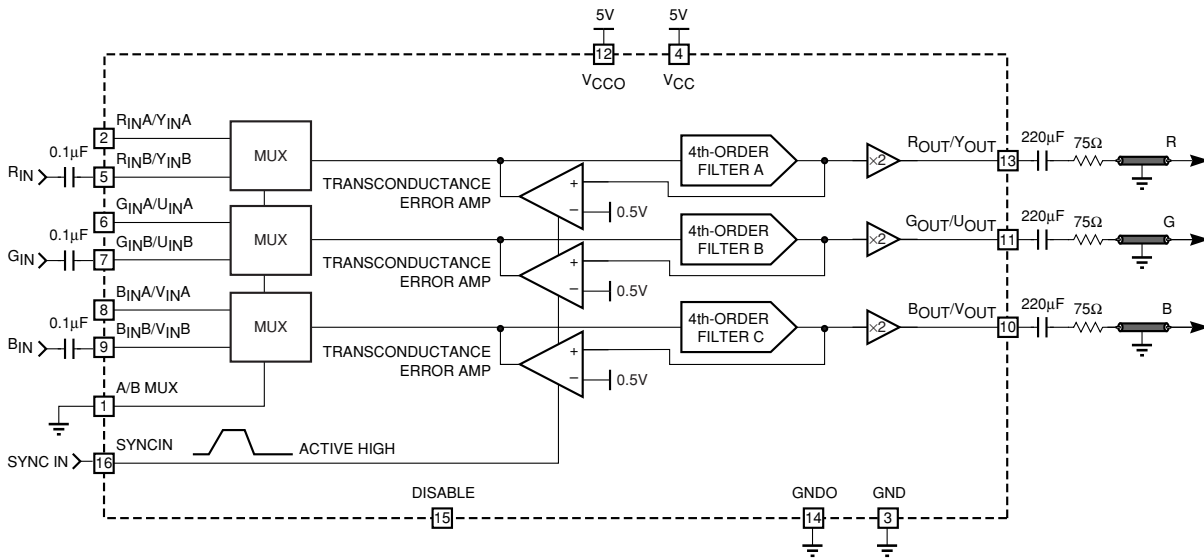 5V 5V
12 4
VCCO VCC
RINA/YINA
2
0.1µF
MUX
4th-ORDER
FILTER A
×2
ROUT/YOUT
13
220µF
75Ω
R
RINB/YINB
RIN
5
TRANSCONDUCTANCE
ERROR AMP
+
−
0.5V
GINA/UINA
6
0.1µF
MUX
4th-ORDER
FILTER B
×2
GOUT/UOUT
11
220µF
75Ω
G
GINB/UINB
GIN
7
TRANSCONDUCTANCE
ERROR AMP
+
−
0.5V
BINA/VINA
8
0.1µF
MUX
4th-ORDER
FILTER C
×2
BOUT/VOUT
10
220µF
75Ω
B
BINB/VINB
BIN
9
TRANSCONDUCTANCE
ERROR AMP
+
−
0.5V
A/B MUX
1
SYNCIN
ACTIVE HIGH
SYNC IN
16
DISABLE
15
GNDO GND
14 3